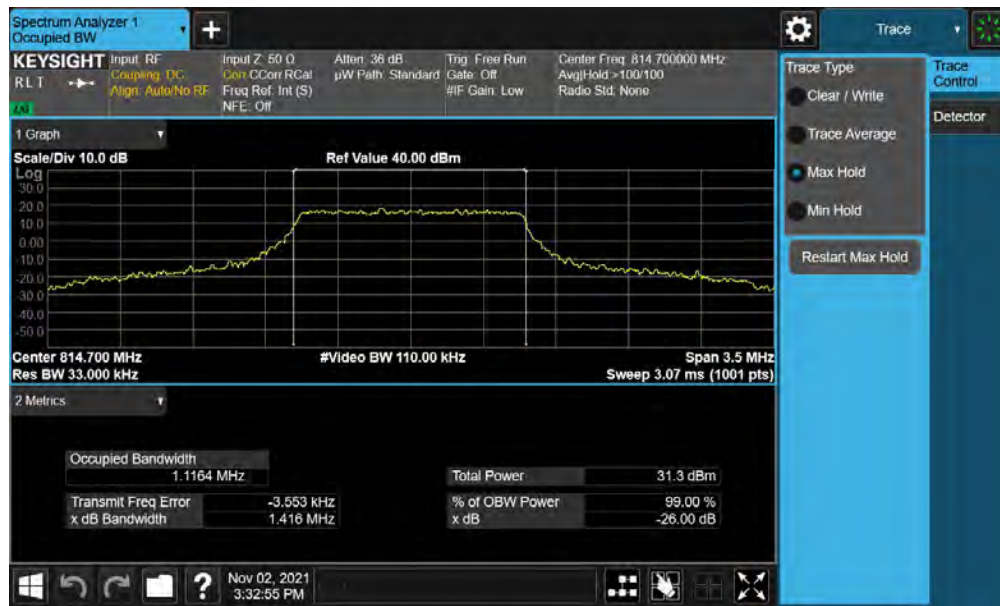 Spectrum Analyzer 1
Occupied BW
+
Trace
KEYSIGHT
RLT
Input: RF
Coupling: DC
Align: Auto/No RF
Input Z: 50 Ω
Corr CCorr RCal
Freq Ref: Int (S)
NFE: Off
Atten: 36 dB
µW Path: Standard
Trig: Free Run
Gate: Off
#IF Gain: Low
Center Freq: 814.700000 MHz
Avg|Hold:>100/100
Radio Std: None
Trace Type
Clear / Write
Trace Average
Max Hold
Min Hold
Restart Max Hold
Trace
Control
Detector
1 Graph
Scale/Div 10.0 dB
Ref Value 40.00 dBm
Log
30.0
20.0
10.0
0.00
-10.0
-20.0
-30.0
-40.0
-50.0
Center 814.700 MHz
#Video BW 110.00 kHz
Span 3.5 MHz
Res BW 33.000 kHz
Sweep 3.07 ms (1001 pts)
2 Metrics
Occupied Bandwidth
1.1164 MHz
Total Power 31.3 dBm
Transmit Freq Error -3.553 kHz
% of OBW Power 99.00 %
x dB Bandwidth 1.416 MHz
x dB -26.00 dB
?
Nov 02, 2021
3:32:55 PM